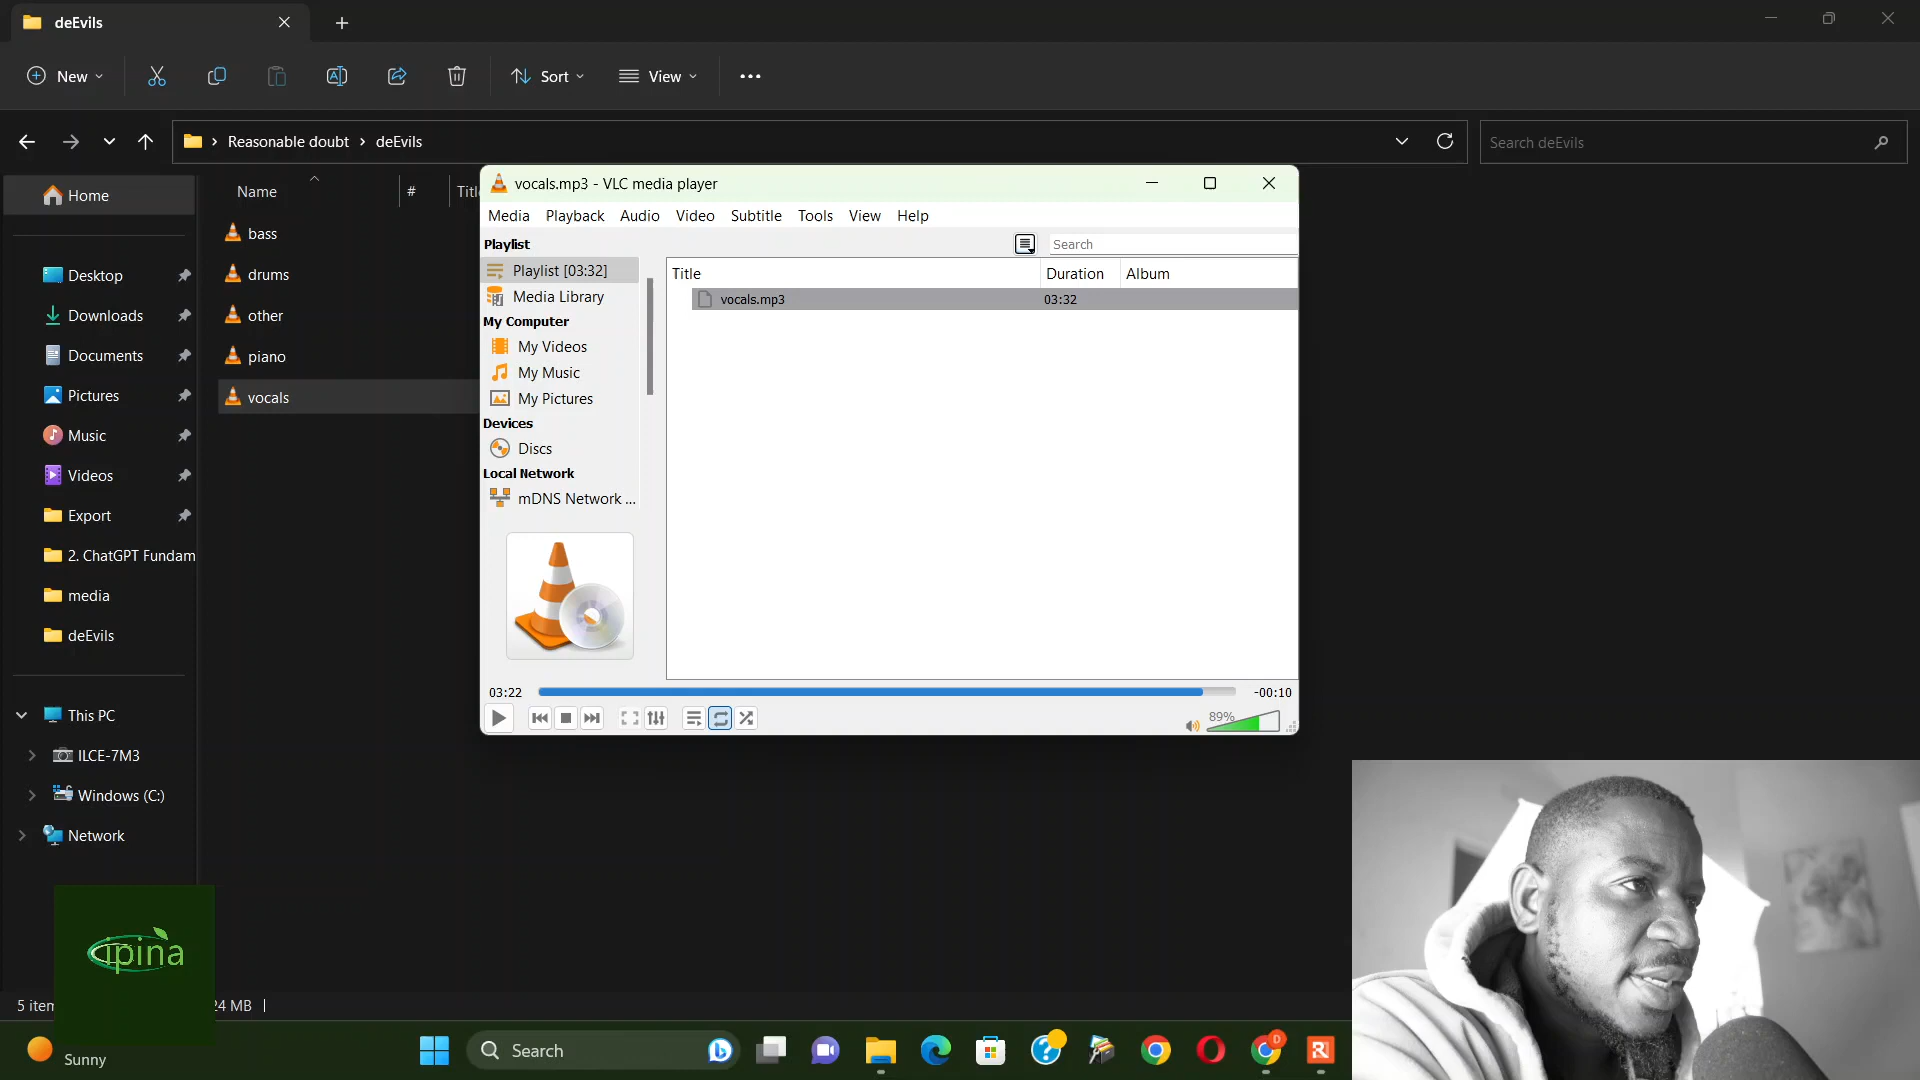 deEvils
New
Sort
View
Reasonable doubt
deEvils
Search deEvils
Home
Desktop
Downloads
Documents
Pictures
Music
Videos
Export
2. ChatGPT Fundam
media
deEvils
This PC
ILCE-7M3
Windows (C:)
Network
Name
#
bass
drums
other
piano
vocals
vocals.mp3 - VLC media player
Media Playback Audio Video Subtitle Tools View Help
Playlist
Search
Playlist [03:32]
Media Library
My Computer
My Videos
My Music
My Pictures
Devices
Discs
Local Network
mDNS Network ...
Title Duration Album
vocals.mp3 03:32
03:22
-00:10
89%
ipina
24 MB
Sunny
Search